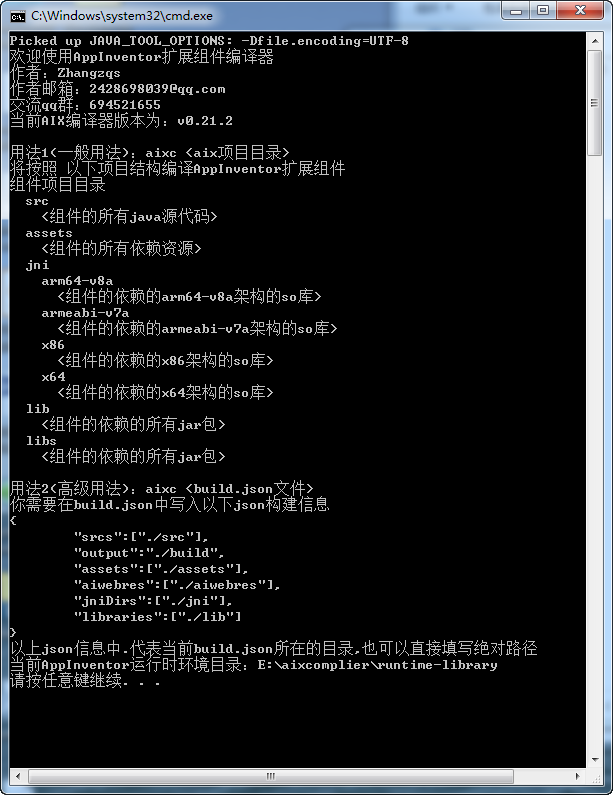 C:\Windows\system32\cmd.exe
Picked up JAVA_TOOL_OPTIONS: -Dfile.encoding=UTF-8
欢迎使用AppInventor扩展组件编译器
作者：Zhangzqs
作者邮箱：2428698039@qq.com
交流qq群：694521655
当前AIX编译器版本为：v0.21.2
用法1(一般用法)：aixc <aix项目目录>
将按照 以下项目结构编译AppInventor扩展组件
组件项目目录
src
<组件的所有java源代码>
assets
<组件的所有依赖资源>
jni
arm64-v8a
<组件的依赖的arm64-v8a架构的so库>
armeabi-v7a
<组件的依赖的armeabi-v7a架构的so库>
x86
<组件的依赖的x86架构的so库>
x64
<组件的依赖的x64架构的so库>
lib
<组件的依赖的所有jar包>
libs
<组件的依赖的所有jar包>
用法2(高级用法)：aixc <build.json文件>
你需要在build.json中写入以下json构建信息
{
"srcs":["./src"],
"output":"./build",
"assets":["./assets"],
"aiwebres":["./aiwebres"],
"jniDirs":["./jni"],
"libraries":["./lib"]
}
以上json信息中.代表当前build.json所在的目录,也可以直接填写绝对路径
当前AppInventor运行时环境目录：E:\aixcomplier\runtime-library
请按任意键继续. . .